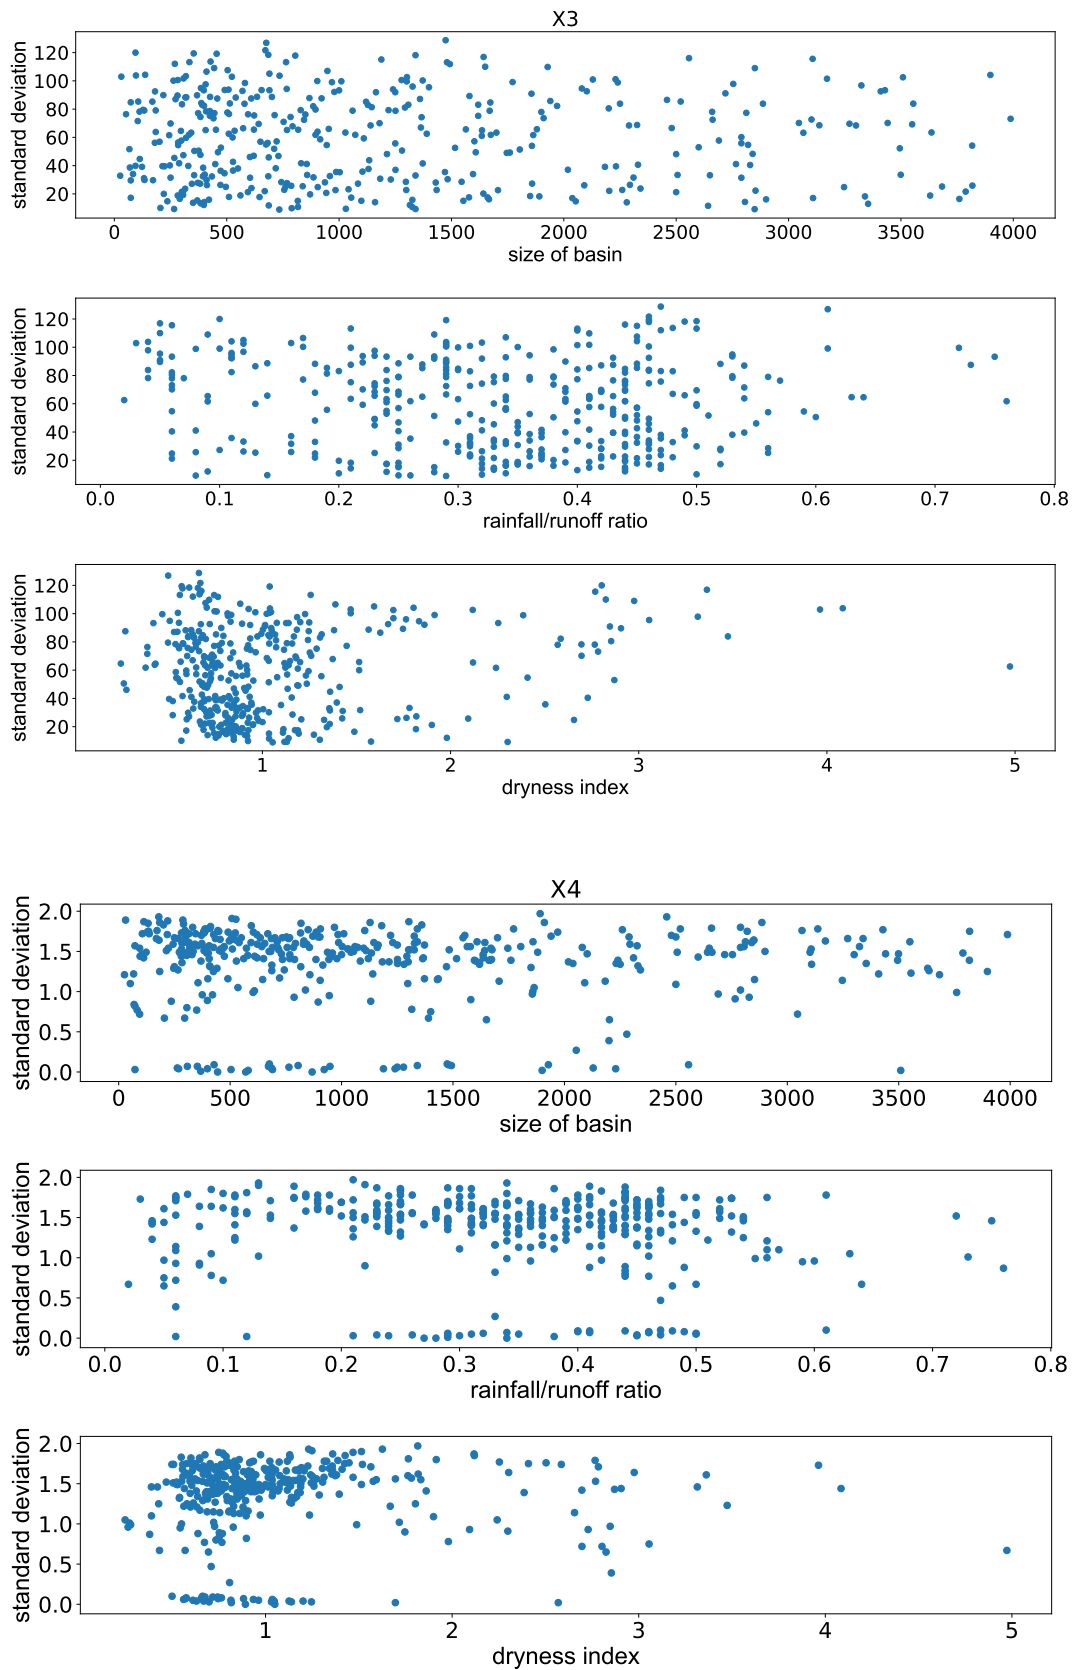 X3
standard deviation
120
100
80
60
40
20
0 500 1000 1500 2000 2500 3000 3500 4000
size of basin
standard deviation
120
100
80
60
40
20
0.0 0.1 0.2 0.3 0.4 0.5 0.6 0.7 0.8
rainfall/runoff ratio
standard deviation
120
100
80
60
40
20
1 2 3 4 5
dryness index
X4
standard deviation
2.0
1.5
1.0
0.5
0.0
0 500 1000 1500 2000 2500 3000 3500 4000
size of basin
standard deviation
2.0
1.5
1.0
0.5
0.0
0.0 0.1 0.2 0.3 0.4 0.5 0.6 0.7 0.8
rainfall/runoff ratio
standard deviation
2.0
1.5
1.0
0.5
0.0
1 2 3 4 5
dryness index